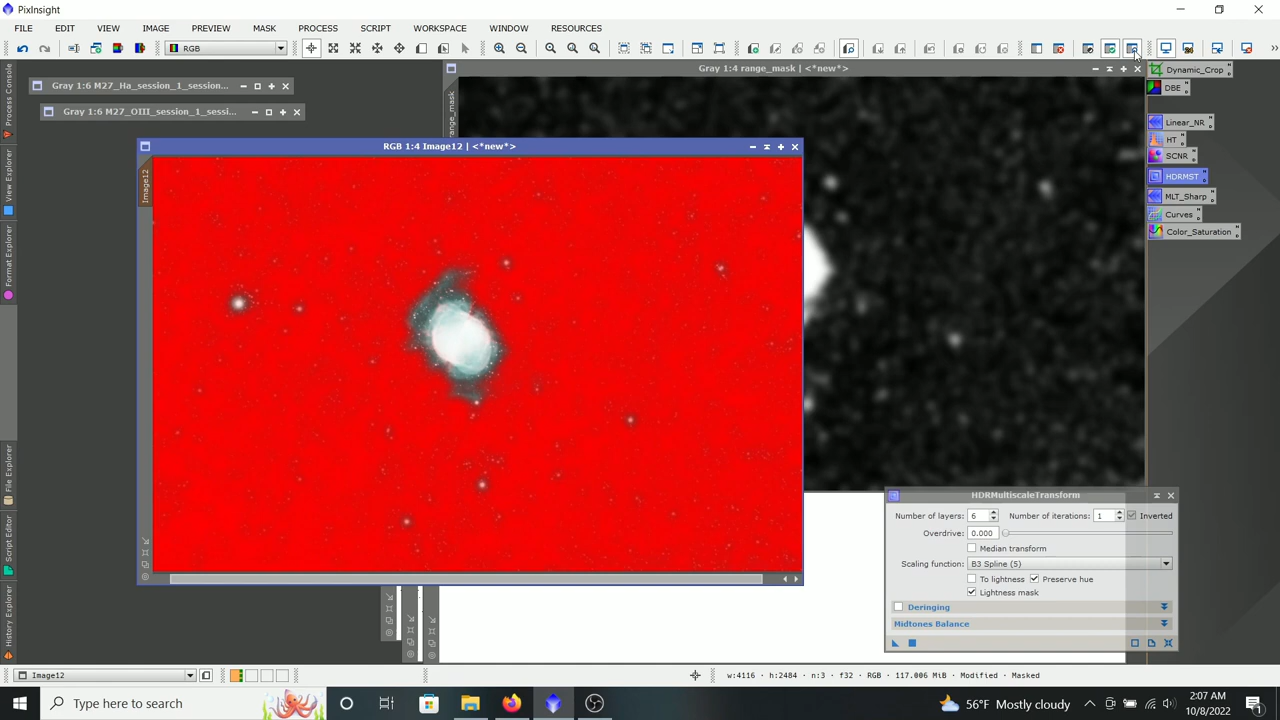 PixInsight
FILE EDIT VIEW IMAGE PREVIEW MASK PROCESS SCRIPT WORKSPACE WINDOW RESOURCES
RGB
Gray 1:6 M27_Ha_session_1_session...
Gray 1:6 M27_OIII_session_1_sessi...
Gray 1:4 range_mask | <*new*>
range_mask
RGB 1:4 Image12 | <*new*>
Image12
Process Console
View Explorer
Format Explorer
File Explorer
Script Editor
History Explorer
Dynamic_Crop
DBE
Linear_NR
HT
SCNR
HDRMST
MLT_Sharp
Curves
Color_Saturation
HDRMultiscaleTransform
Number of layers: 6 Number of iterations: 1 Inverted
Overdrive: 0.000
Median transform
Scaling function: B3 Spline (5)
To lightness Preserve hue
Lightness mask
Deringing
Midtones Balance
Image12
w:4116 · h:2484 · n:3 · f32 · RGB · 117.006 MiB · Modified · Masked
Type here to search
56°F Mostly cloudy
2:07 AM
10/8/2022
1